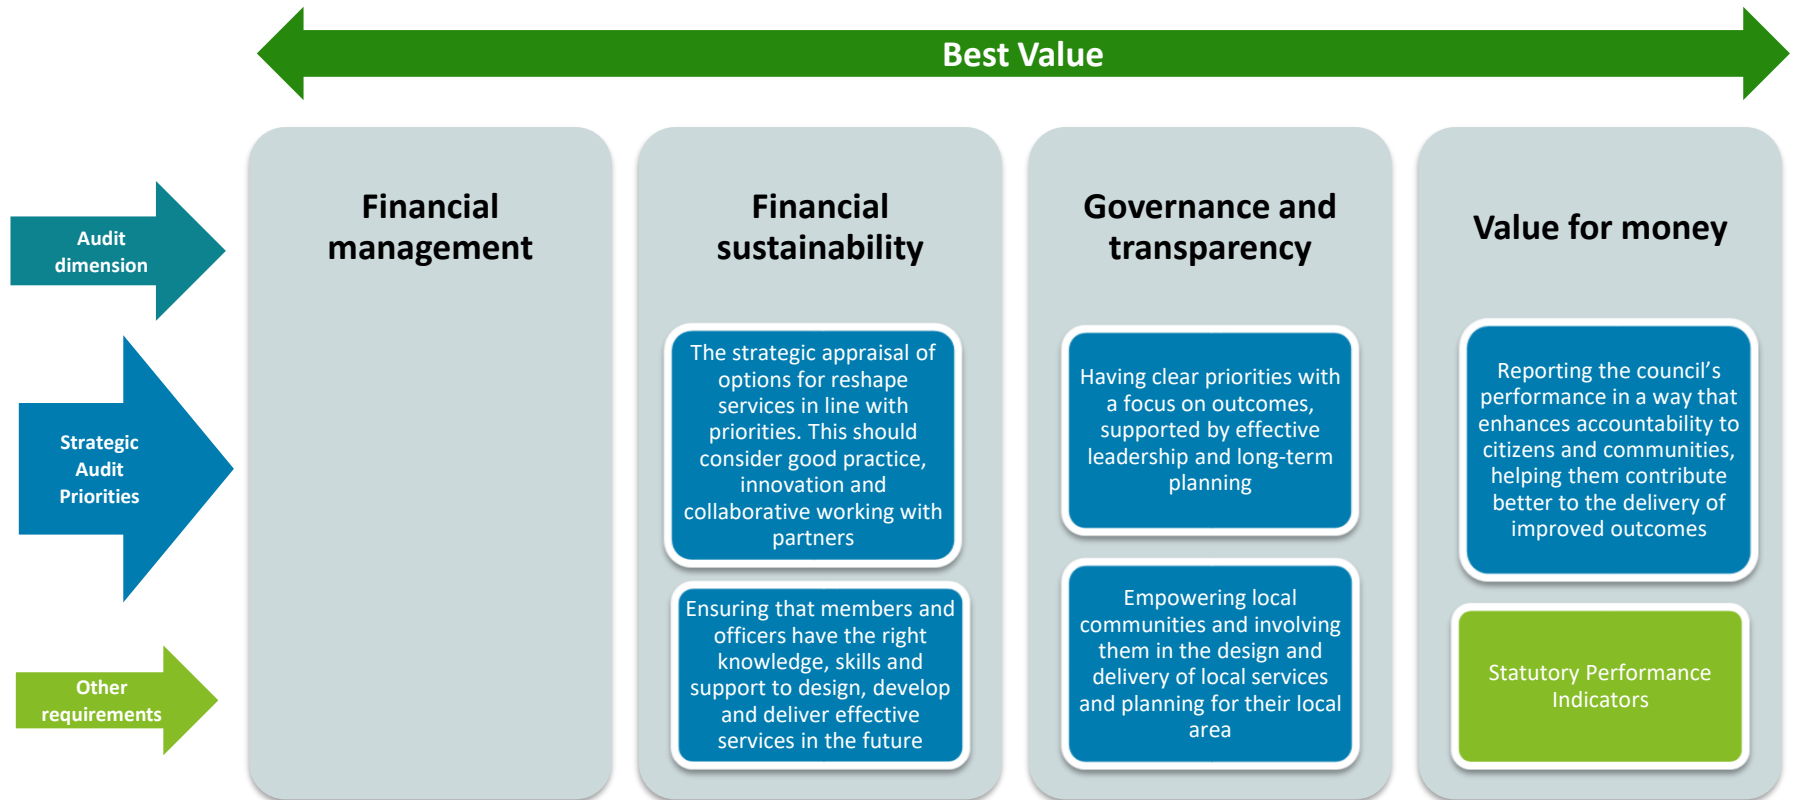 Best Value
Audit
dimension
Financial
management
Financial
sustainability
Governance and
transparency
Value for money
Strategic
Audit
Priorities
The strategic appraisal of
options for reshape
services in line with
priorities. This should
consider good practice,
innovation and
collaborative working with
partners
Having clear priorities with
a focus on outcomes,
supported by effective
leadership and long-term
planning
Reporting the council’s
performance in a way that
enhances accountability to
citizens and communities,
helping them contribute
better to the delivery of
improved outcomes
Other
requirements
Ensuring that members and
officers have the right
knowledge, skills and
support to design, develop
and deliver effective
services in the future
Empowering local
communities and involving
them in the design and
delivery of local services
and planning for their local
area
Statutory Performance
Indicators